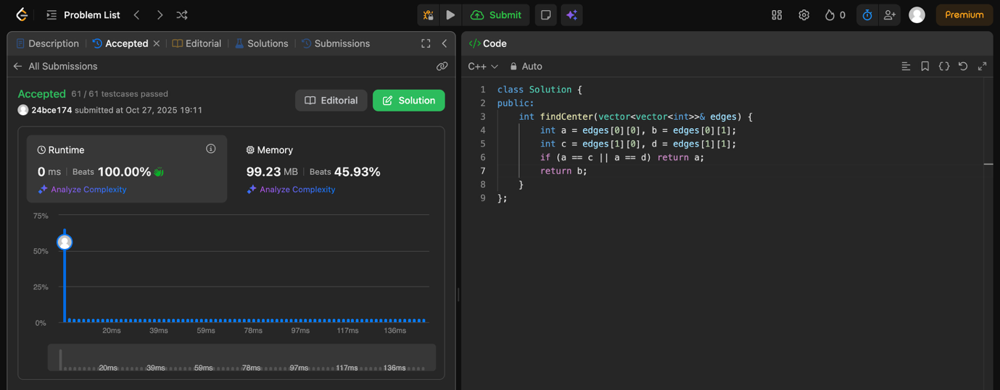 Problem List
Submit
0
Premium
Description
Accepted
Editorial
Solutions
Submissions
All Submissions
Accepted 61 / 61 testcases passed
24bce174 submitted at Oct 27, 2025 19:11
Editorial
Solution
Runtime
0 ms | Beats 100.00%
Analyze Complexity
Memory
99.23 MB | Beats 45.93%
Analyze Complexity
75%
50%
25%
0%
20ms 39ms 59ms 78ms 97ms 117ms 136ms
20ms 39ms 59ms 78ms 97ms 117ms 136ms
</> Code
C++ Auto
1 class Solution {
2 public:
3     int findCenter(vector<vector<int>>& edges) {
4         int a = edges[0][0], b = edges[0][1];
5         int c = edges[1][0], d = edges[1][1];
6         if (a == c || a == d) return a;
7         return b;
8     }
9 };